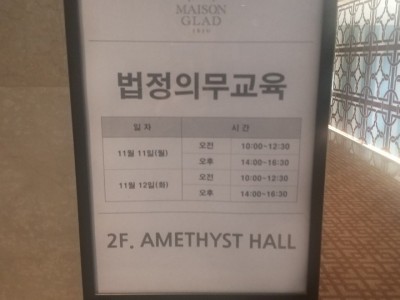 MAISON
GLAD
JEJU
법정의무교육
일 자 시 간
11월 11일(월) 오전 10:00~12:30
오후 14:00~16:30
11월 12일(화) 오전 10:00~12:30
오후 14:00~16:30
2F. AMETHYST HALL